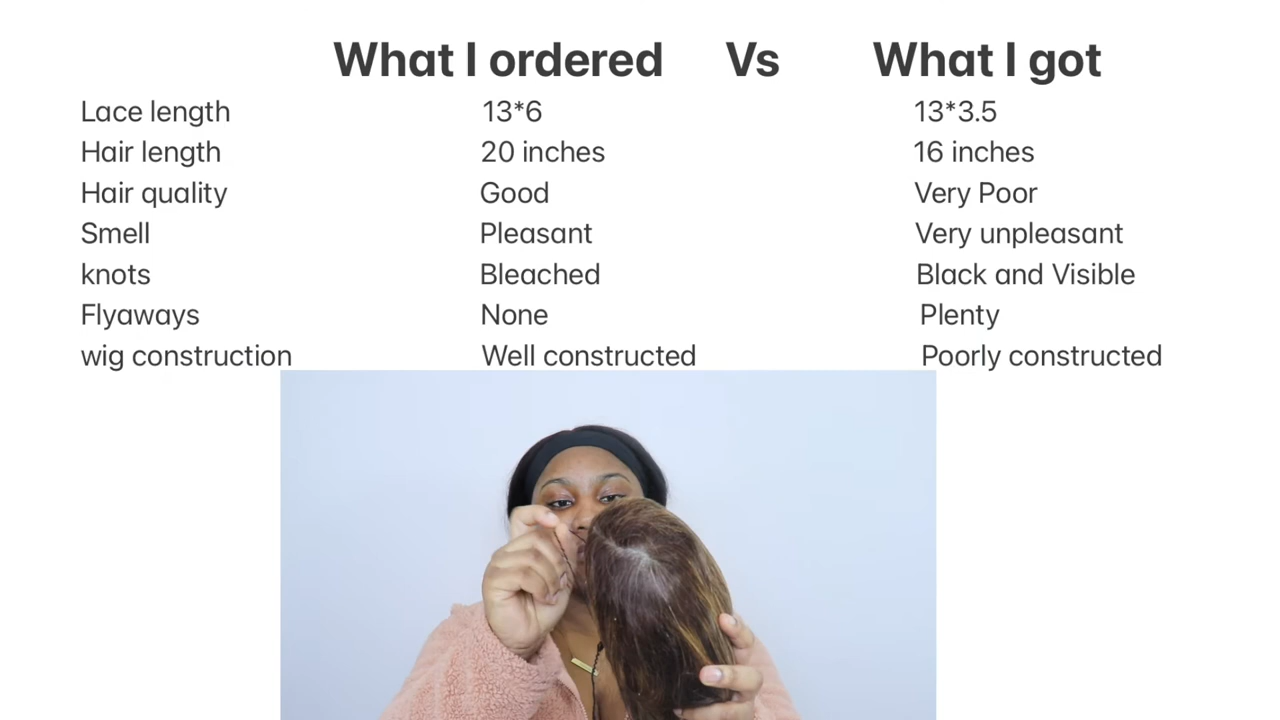 What I ordered Vs What I got
Lace length 13*6 13*3.5
Hair length 20 inches 16 inches
Hair quality Good Very Poor
Smell Pleasant Very unpleasant
knots Bleached Black and Visible
Flyaways None Plenty
wig construction Well constructed Poorly constructed